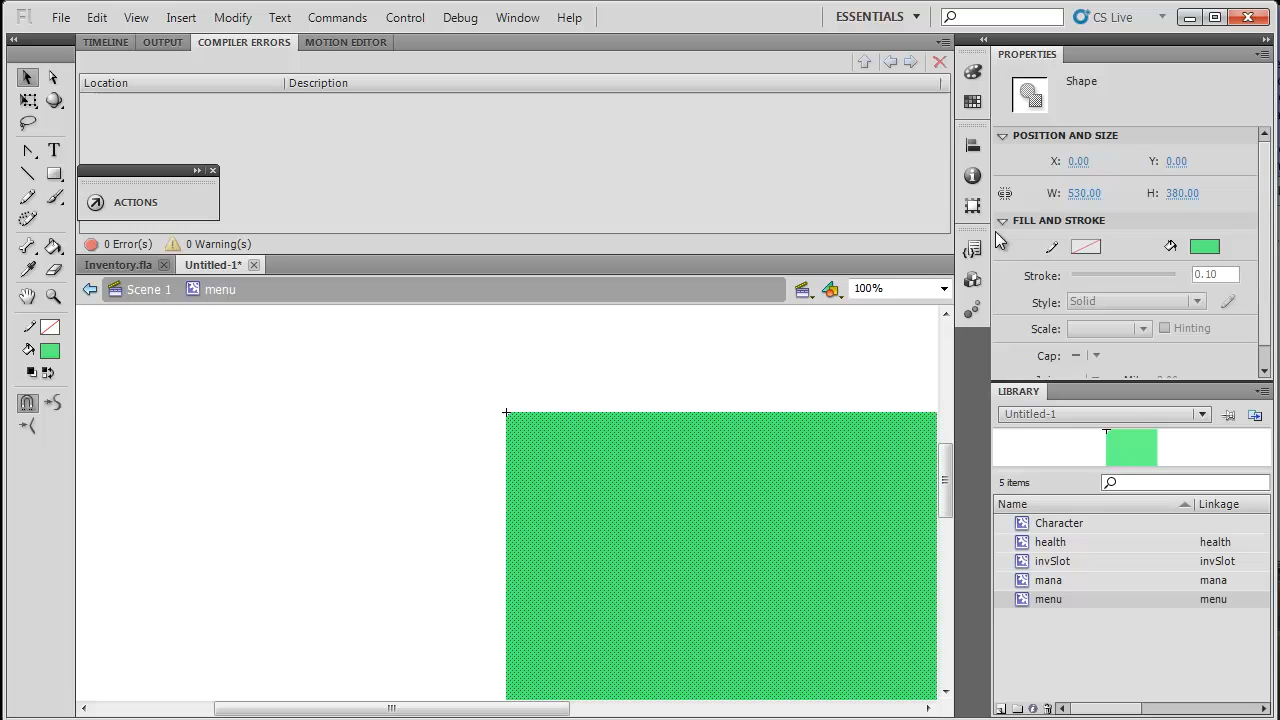 Fl File Edit View Insert Modify Text Commands Control Debug Window Help ESSENTIALS CS Live
TIMELINE OUTPUT COMPILER ERRORS MOTION EDITOR
Location Description
ACTIONS
0 Error(s) 0 Warning(s)
Inventory.fla Untitled-1*
Scene 1 menu 100%
PROPERTIES
Shape
POSITION AND SIZE
X: 0.00 Y: 0.00
W: 530.00 H: 380.00
FILL AND STROKE
Stroke: 0.10
Style: Solid
Scale: Hinting
Cap:
LIBRARY
Untitled-1
5 items
Name Linkage
Character
health health
invSlot invSlot
mana mana
menu menu